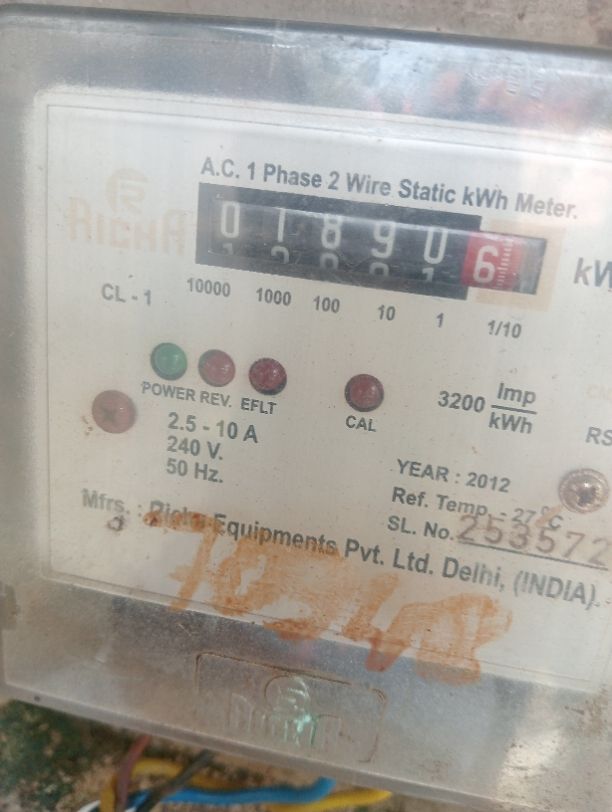 A.C. 1 Phase 2 Wire Static kWh Meter.
RICHA
0 1 8 9 0 6
CL - 1
10000 1000 100 10 1 1/10
POWER REV. EFLT
CAL
3200 Imp/kWh
2.5 - 10 A
240 V.
50 Hz.
YEAR : 2012
Ref. Temp. - 27°C
SL. No. 253572
Mfrs. : Richa Equipments Pvt. Ltd. Delhi, (INDIA).
RICHA